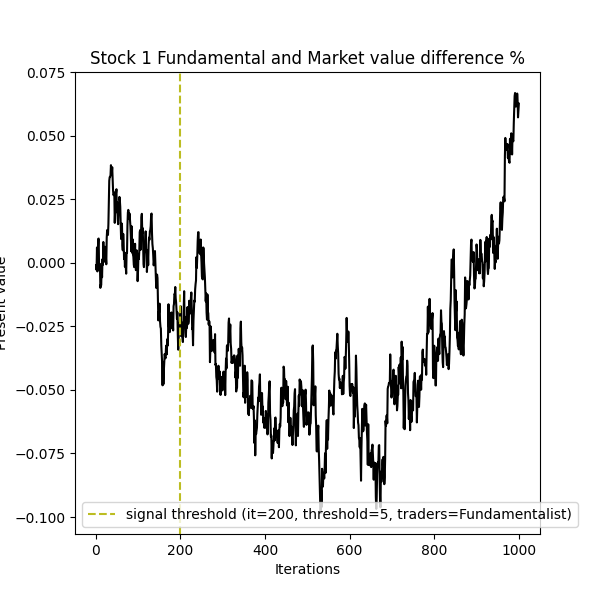 Stock 1 Fundamental and Market value difference %
Present value
0.075
0.050
0.025
0.000
−0.025
−0.050
−0.075
−0.100
signal threshold (it=200, threshold=5, traders=Fundamentalist)
0 200 400 600 800 1000
Iterations